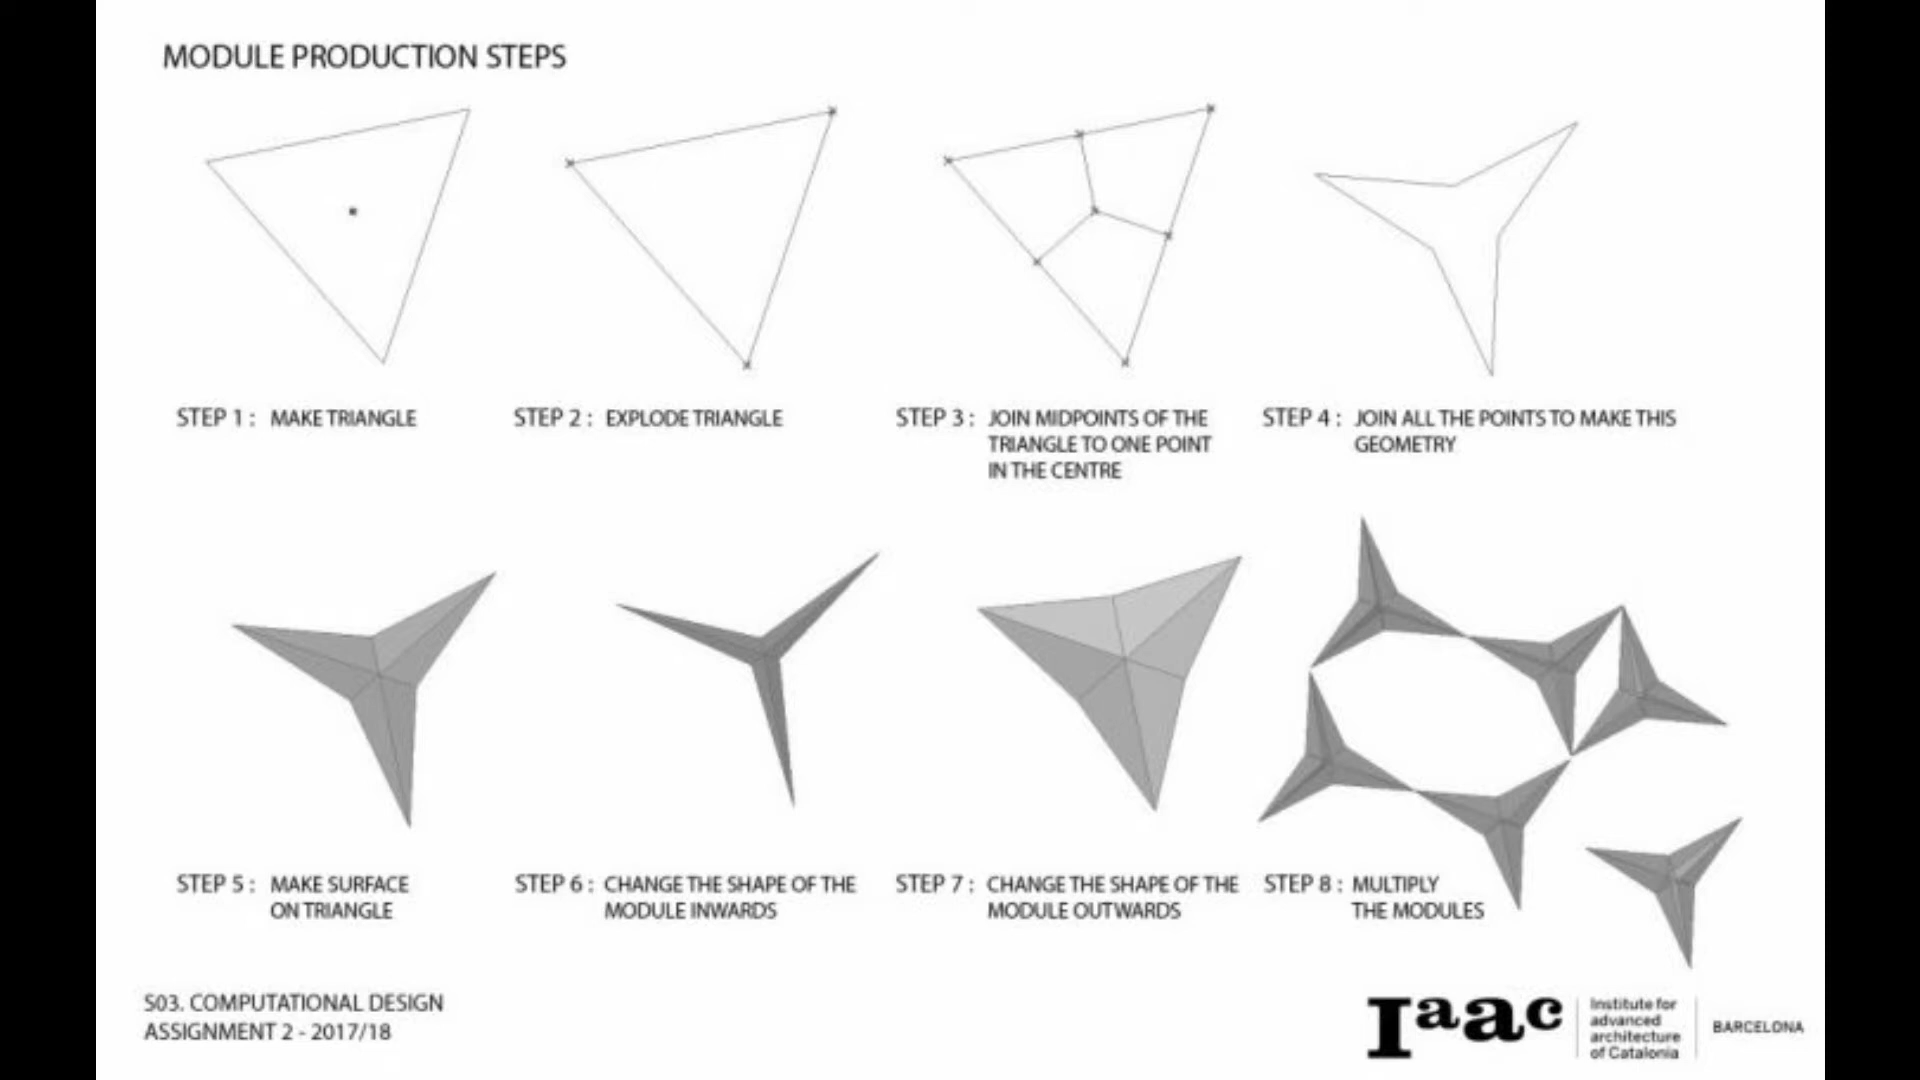 MODULE PRODUCTION STEPS
STEP 1 : MAKE TRIANGLE
STEP 2 : EXPLODE TRIANGLE
STEP 3 : JOIN MIDPOINTS OF THE
TRIANGLE TO ONE POINT
IN THE CENTRE
STEP 4 : JOIN ALL THE POINTS TO MAKE THIS
GEOMETRY
STEP 5 : MAKE SURFACE
ON TRIANGLE
STEP 6 : CHANGE THE SHAPE OF THE
MODULE INWARDS
STEP 7 : CHANGE THE SHAPE OF THE
MODULE OUTWARDS
STEP 8 : MULTIPLY
THE MODULES
S03. COMPUTATIONAL DESIGN
ASSIGNMENT 2 - 2017/18
Iaac
Institute for
advanced
architecture
of Catalonia
BARCELONA